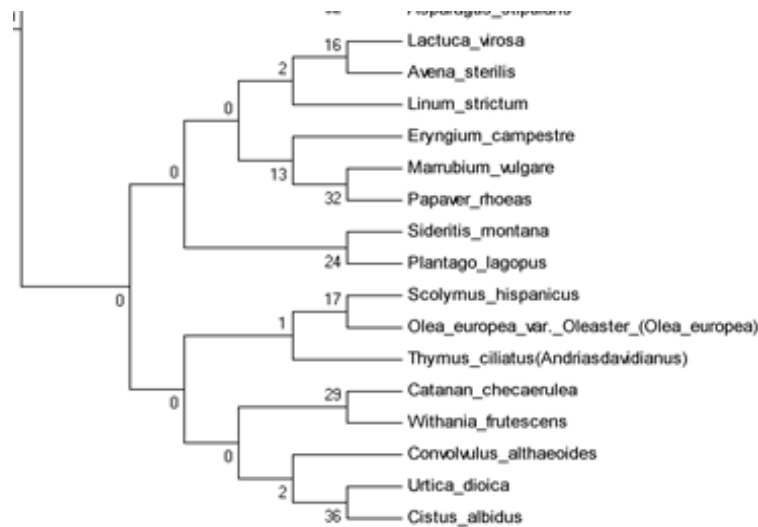 16 Lactuca_virosa
2 Avena_sterilis
0 Linum_strictum
Eryngium_campestre
0 13 Marrubium_vulgare
32 Papaver_rhoeas
Sideritis_montana
24 Plantago_lagopus
0 17 Scolymus_hispanicus
1 Olea_europea_var._Oleaster_(Olea_europea)
Thymus_ciliatus(Andriasdavidianus)
0 29 Catanan_checaerulea
Withania_frutescens
0 Convolvulus_althaeoides
2 Urtica_dioica
36 Cistus_albidus